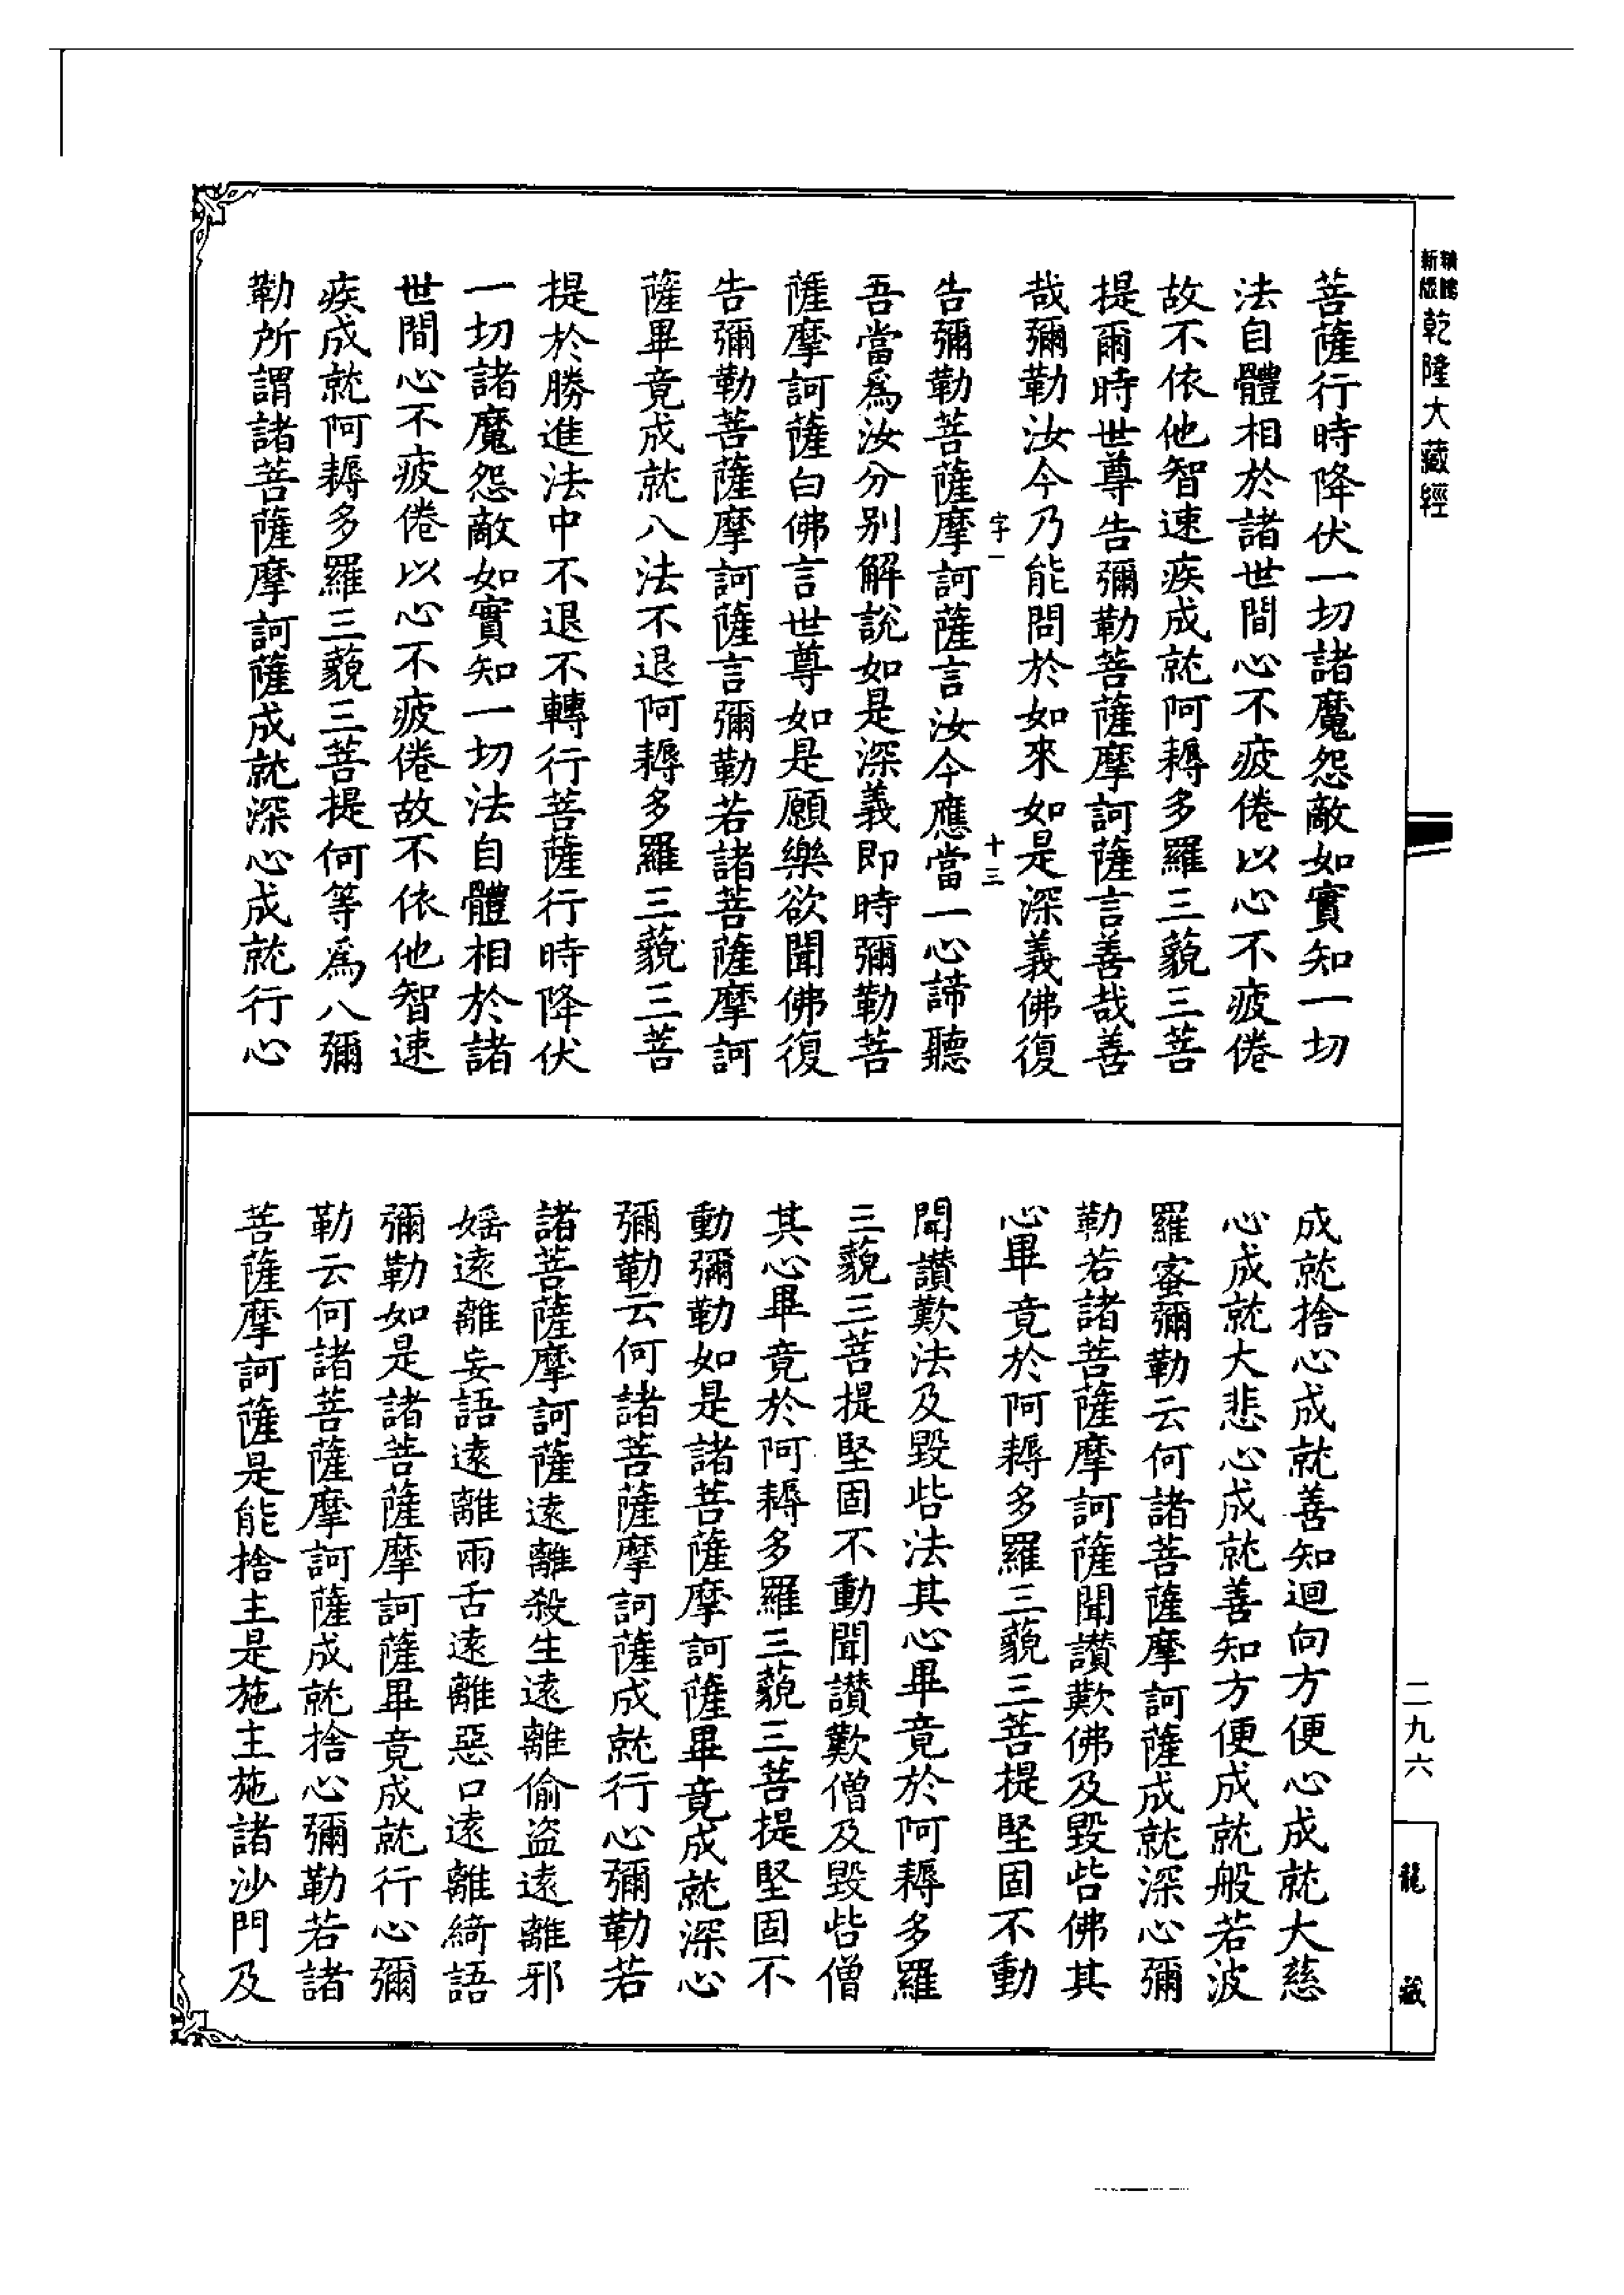 乾隆大藏經
菩薩行時降伏一切諸魔怨敵如實知一切
法自體相於諸世間心不疲倦以心不疲倦
故不依他智速疾成就阿耨多羅三藐三菩
提爾時世尊告彌勒菩薩摩訶薩言善哉善
哉彌勒汝今乃能問於如來如是深義佛復
字一 十三
告彌勒菩薩摩訶薩言汝今應當一心諦聽
吾當爲汝分別解說如是深義即時彌勒菩
薩摩訶薩白佛言世尊如是願樂欲聞佛復
告彌勒菩薩摩訶薩言彌勒若諸菩薩摩訶
薩畢竟成就八法不退阿耨多羅三藐三菩
提於勝進法中不退不轉行菩薩行時降伏
一切諸魔怨敵如實知一切法自體相於諸
世間心不疲倦以心不疲倦故不依他智速
疾成就阿耨多羅三藐三菩提何等爲八彌
勒所謂諸菩薩摩訶薩成就深心成就行心
成就捨心成就善知迴向方便心成就大慈
心成就大悲心成就善知方便成就般若波
羅蜜彌勒云何諸菩薩摩訶薩成就深心彌
勒若諸菩薩摩訶薩聞讚歎佛及毀呰佛其
心畢竟於阿耨多羅三藐三菩提堅固不動
聞讚歎法及毀呰法其心畢竟於阿耨多羅
三藐三菩提堅固不動聞讚歎僧及毀呰僧
其心畢竟於阿耨多羅三藐三菩提堅固不
動彌勒如是諸菩薩摩訶薩畢竟成就深心
彌勒云何諸菩薩摩訶薩成就行心彌勒若
諸菩薩摩訶薩遠離殺生遠離偷盜遠離邪
婬遠離妄語遠離兩舌遠離惡口遠離綺語
彌勒如是諸菩薩摩訶薩畢竟成就行心彌
勒云何諸菩薩摩訶薩成就捨心彌勒若諸
菩薩摩訶薩是能捨主是施主施諸沙門及
二九六
龍藏